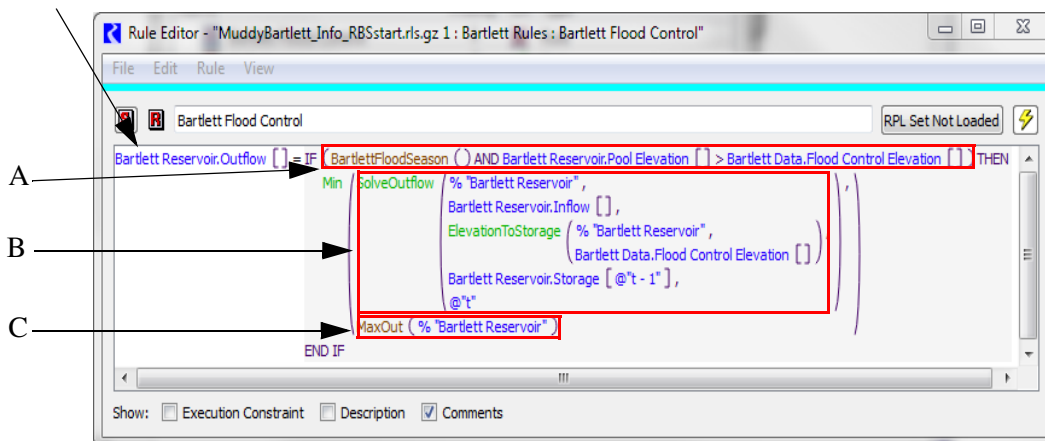 Rule Editor - "MuddyBartlett_Info_RBSstart.rls.gz 1 : Bartlett Rules : Bartlett Flood Control"
File Edit Rule View
R Bartlett Flood Control RPL Set Not Loaded
Bartlett Reservoir.Outflow [] = IF ( BartlettFloodSeason () AND Bartlett Reservoir.Pool Elevation [] > Bartlett Data.Flood Control Elevation [] ) THEN
A
Min ( SolveOutflow ( % "Bartlett Reservoir" ,
Bartlett Reservoir.Inflow [] ,
ElevationToStorage ( % "Bartlett Reservoir" ,
Bartlett Data.Flood Control Elevation [] ) ,
B
Bartlett Reservoir.Storage [ @"t - 1" ] ,
@"t" ) ,
C
MaxOut ( % "Bartlett Reservoir" ) )
END IF
Show: Execution Constraint Description Comments